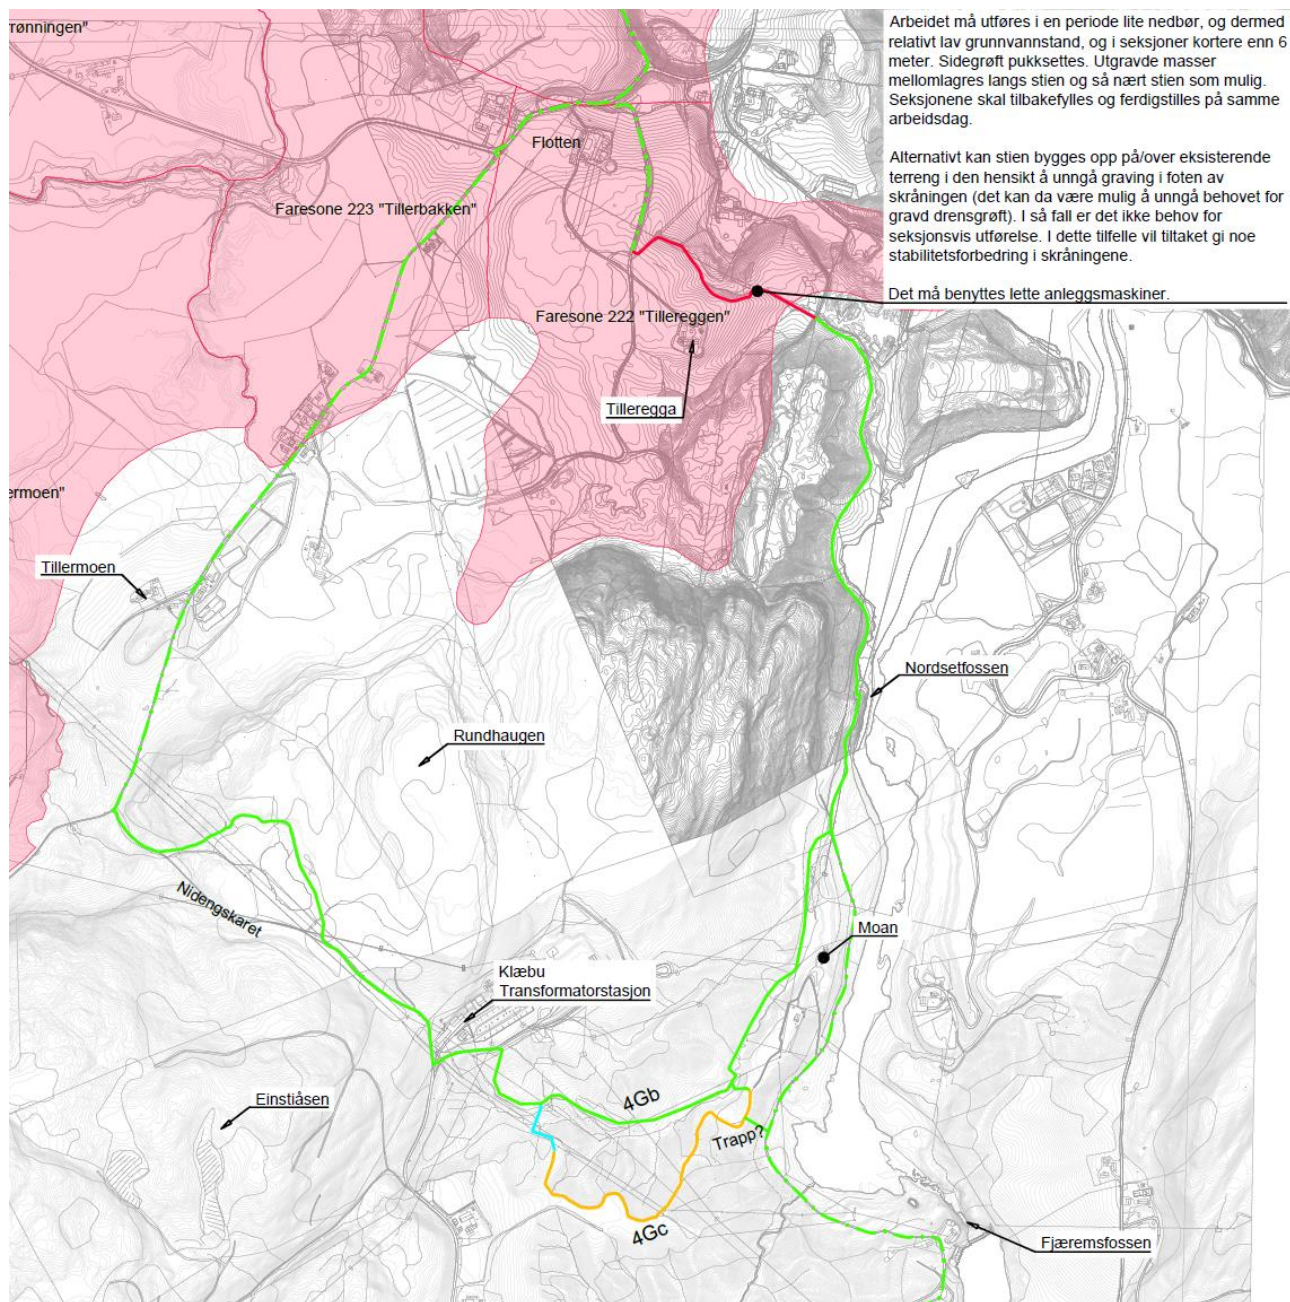 rønningen"
Arbeidet må utføres i en periode lite nedbør, og dermed
relativt lav grunnvannstand, og i seksjoner kortere enn 6
meter. Sidegrøft pukksettes. Utgravde masser
mellomlagres langs stien og så nært stien som mulig.
Seksjonene skal tilbakefylles og ferdigstilles på samme
arbeidsdag.
Alternativt kan stien bygges opp på/over eksisterende
terreng i den hensikt å unngå graving i foten av
skråningen (det kan da være mulig å unngå behovet for
gravd drensgrøft). I så fall er det ikke behov for
seksjonsvis utførelse. I dette tilfelle vil tiltaket gi noe
stabilitetsforbedring i skråningene.
Det må benyttes lette anleggsmaskiner.
Flotten
Faresone 223 "Tillerbakken"
Faresone 222 "Tillereggen"
Tilleregga
ermoen"
Tillermoen
Nordsetfossen
Rundhaugen
Nidengskaret
Moan
Klæbu
Transformatorstasjon
Einstiåsen
4Gb
Trapp?
4Gc
Fjæremsfossen